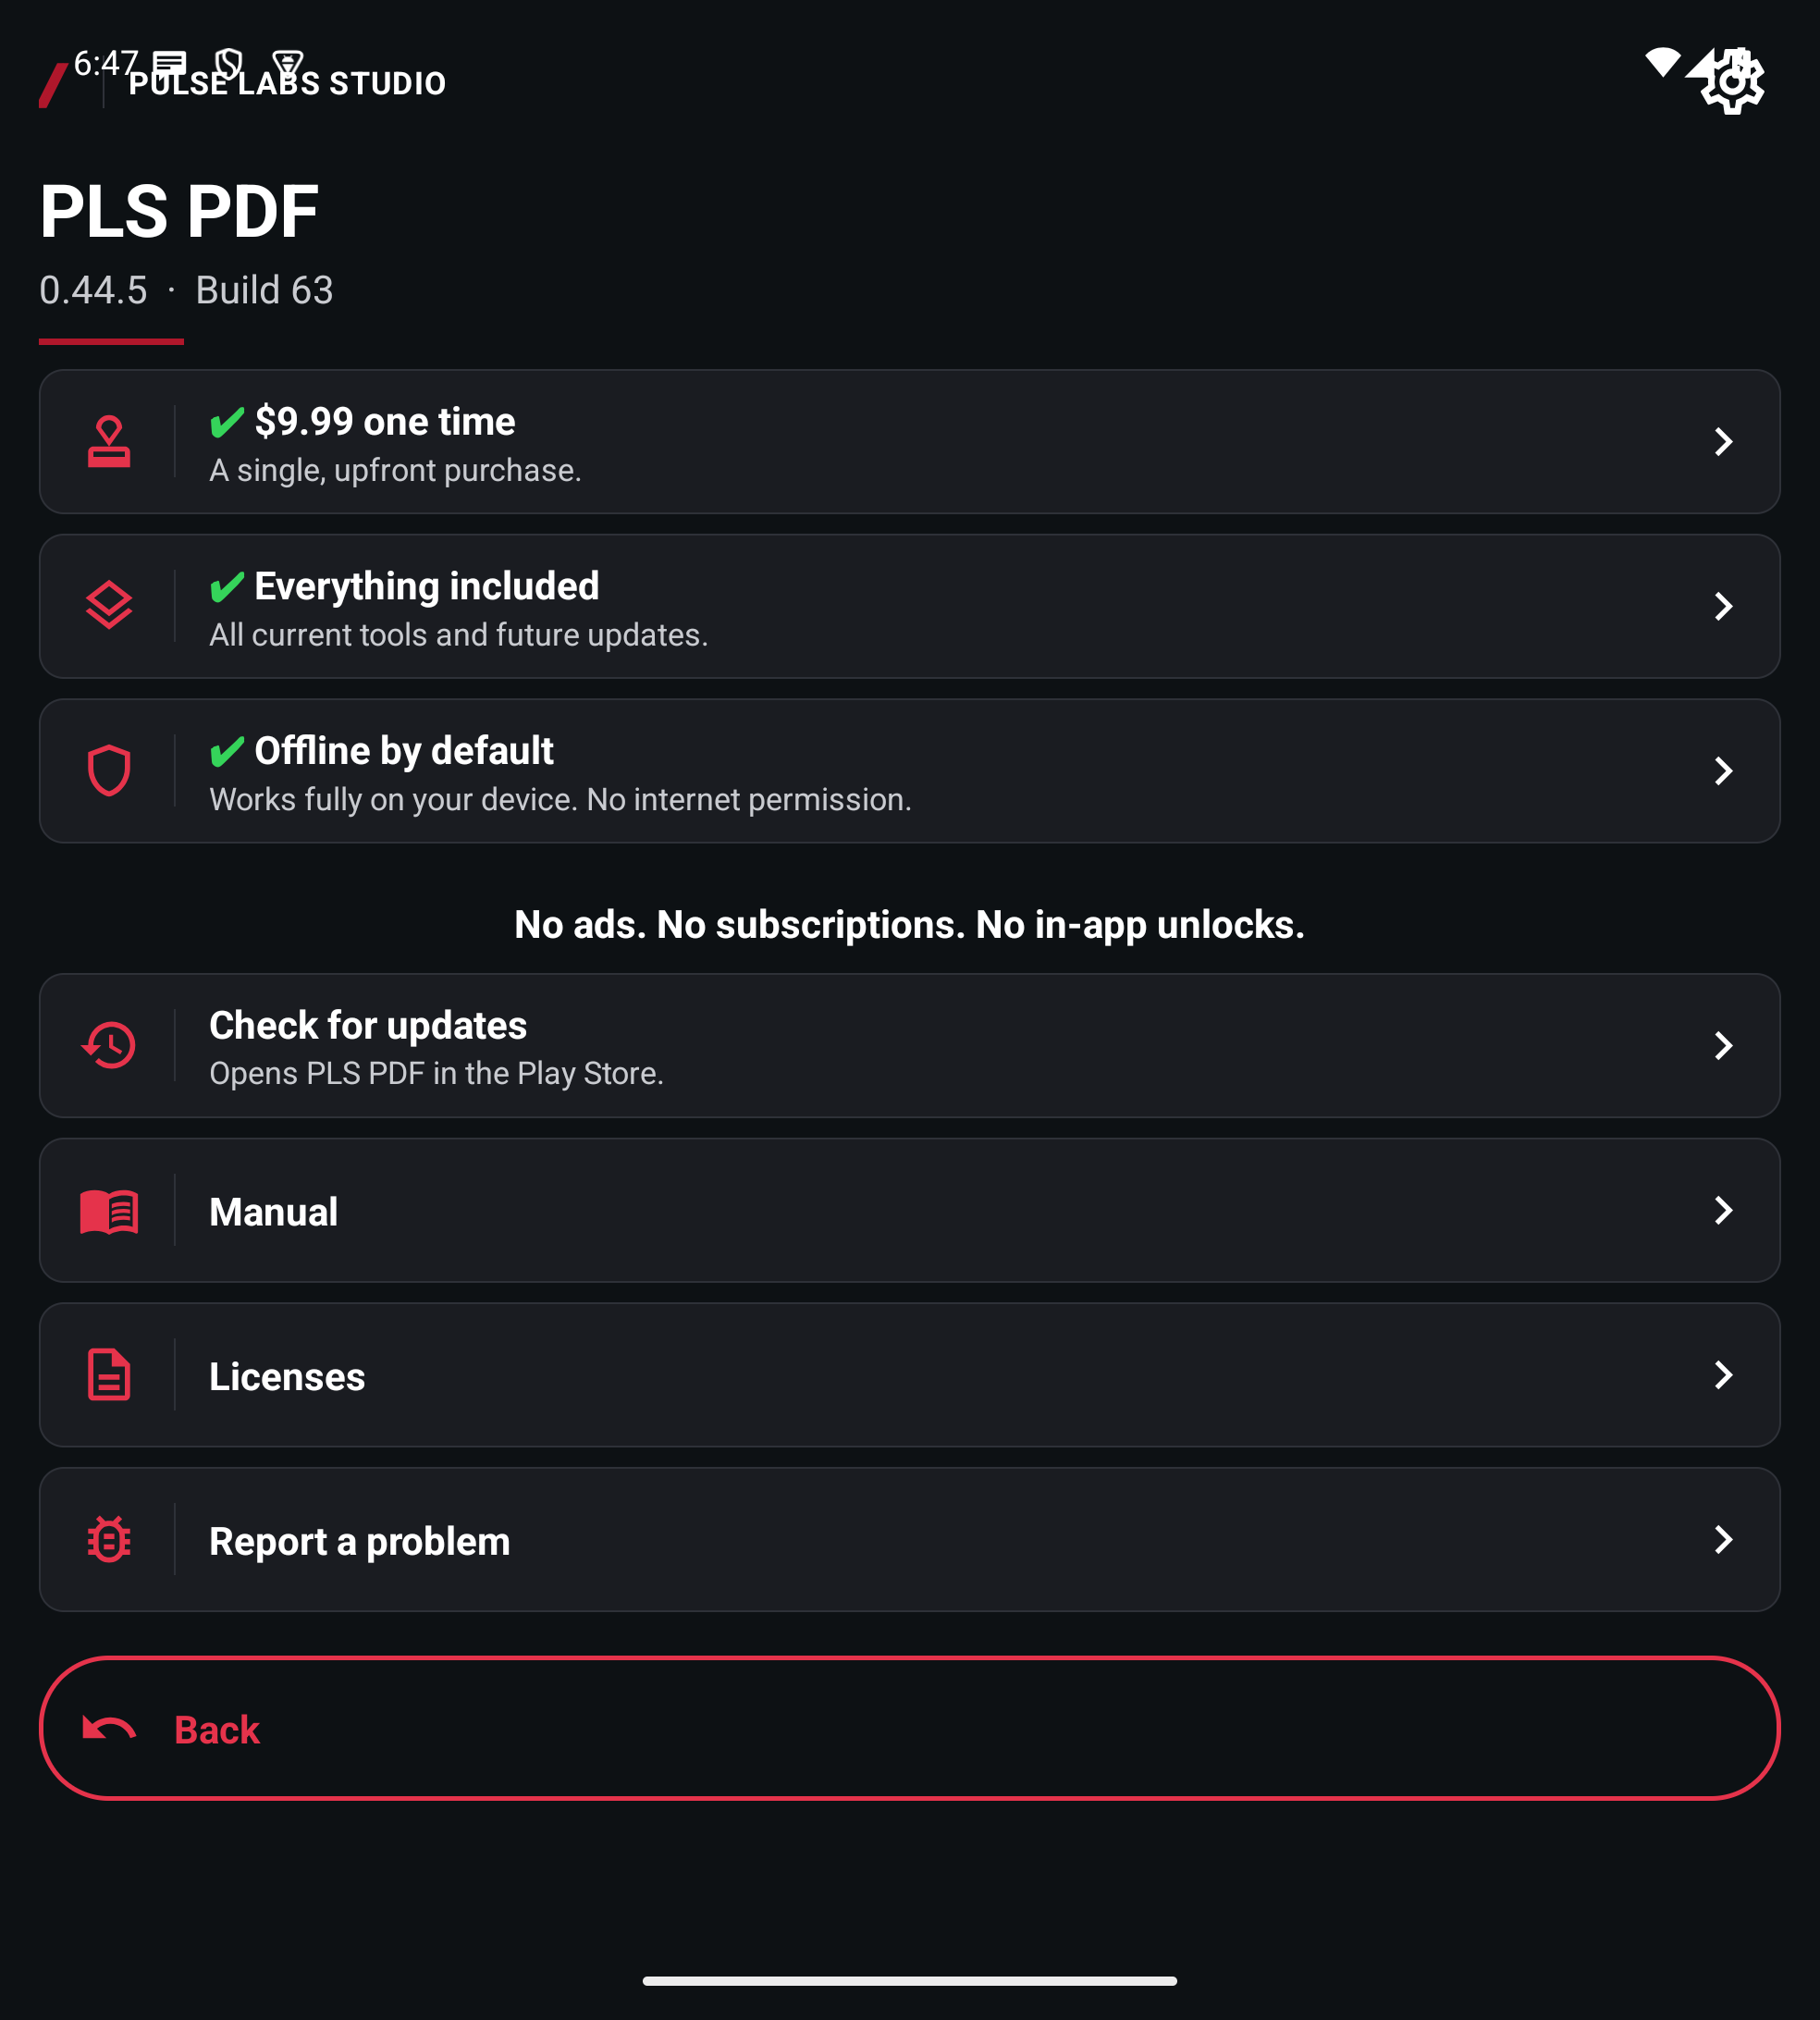 6:47
PULSE LABS STUDIO
PLS PDF
0.44.5 · Build 63
✔ $9.99 one time
A single, upfront purchase.
✔ Everything included
All current tools and future updates.
✔ Offline by default
Works fully on your device. No internet permission.
No ads. No subscriptions. No in-app unlocks.
Check for updates
Opens PLS PDF in the Play Store.
Manual
Licenses
Report a problem
Back